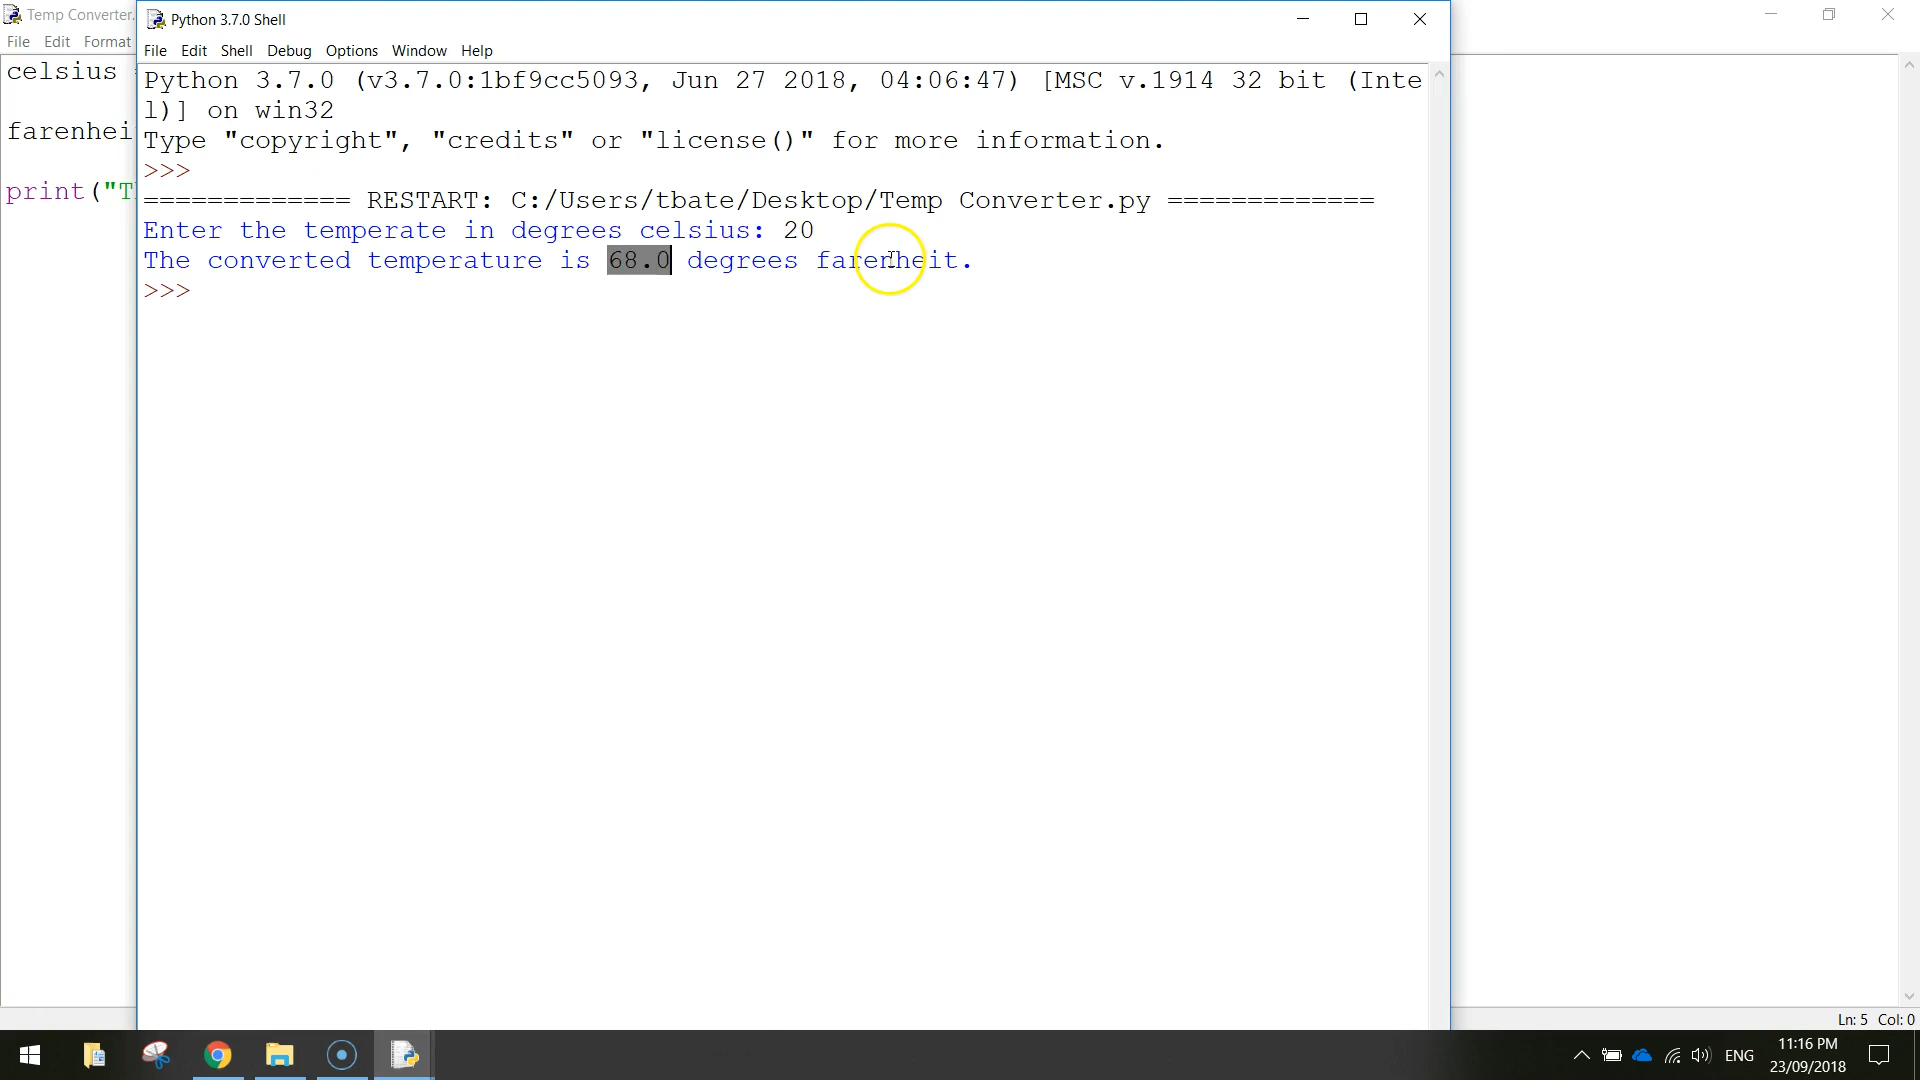 Temp Converter.
File Edit Format
celsius =
farenhei
print("T
Python 3.7.0 Shell
File Edit Shell Debug Options Window Help
Python 3.7.0 (v3.7.0:1bf9cc5093, Jun 27 2018, 04:06:47) [MSC v.1914 32 bit (Inte
l)] on win32
Type "copyright", "credits" or "license()" for more information.
>>>
============= RESTART: C:/Users/tbate/Desktop/Temp Converter.py =============
Enter the temperate in degrees celsius: 20
The converted temperature is 68.0 degrees farenheit.
>>>
Ln: 5 Col: 0
ENG
11:16 PM
23/09/2018